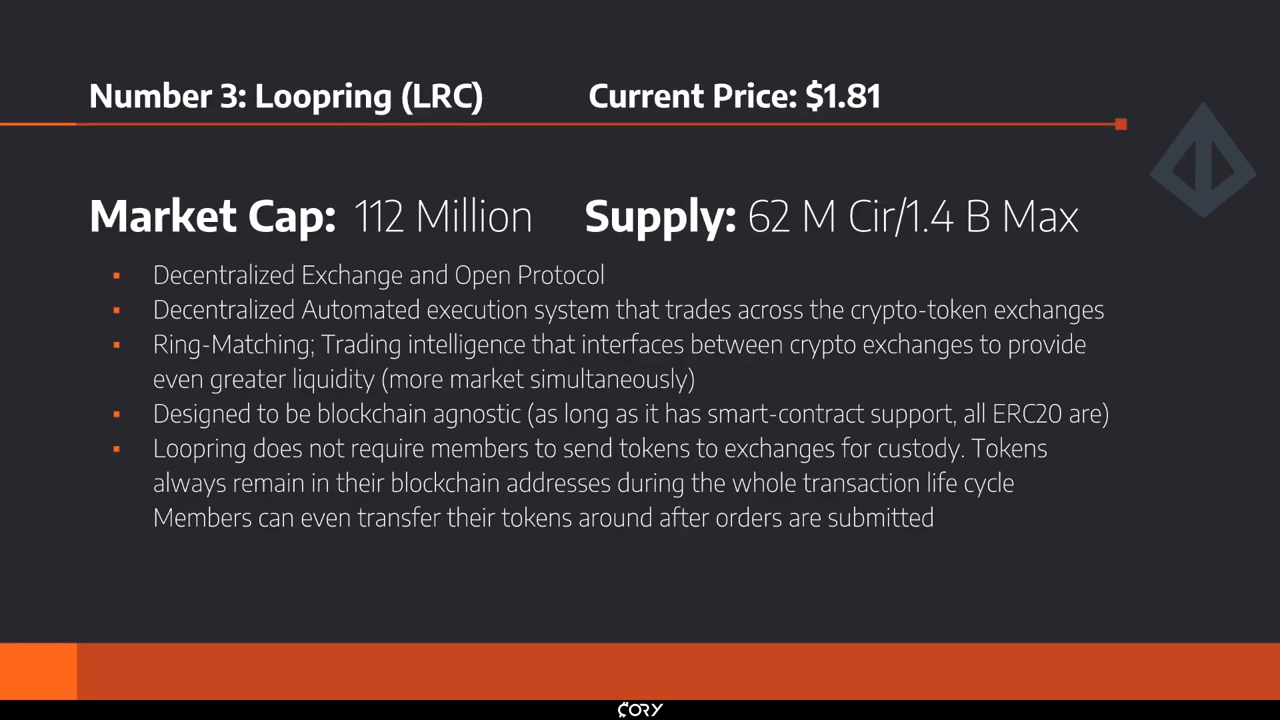 Number 3: Loopring (LRC) Current Price: $1.81
Market Cap: 112 Million Supply: 62 M Cir/1.4 B Max
▪ Decentralized Exchange and Open Protocol
▪ Decentralized Automated execution system that trades across the crypto-token exchanges
▪ Ring-Matching; Trading intelligence that interfaces between crypto exchanges to provide
even greater liquidity (more market simultaneously)
▪ Designed to be blockchain agnostic (as long as it has smart-contract support, all ERC20 are)
▪ Loopring does not require members to send tokens to exchanges for custody. Tokens
always remain in their blockchain addresses during the whole transaction life cycle
Members can even transfer their tokens around after orders are submitted
CORY